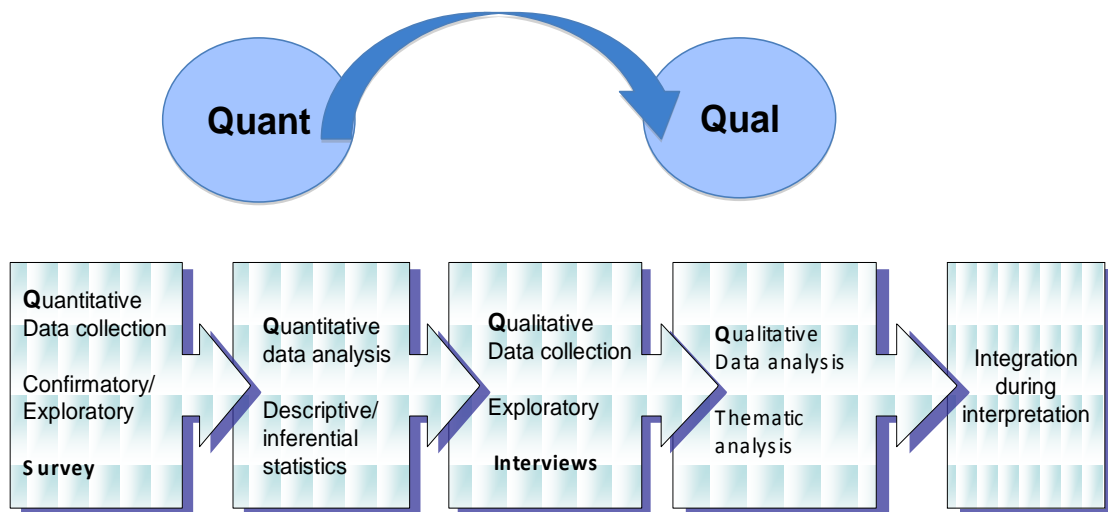 Quant
Qual
Quantitative
Data collection
Confirmatory/
Exploratory
Survey
Quantitative
data analysis
Descriptive/
inferential
statistics
Qualitative
Data collection
Exploratory
Interviews
Qualitative
Data analysis
Thematic
analysis
Integration
during
interpretation